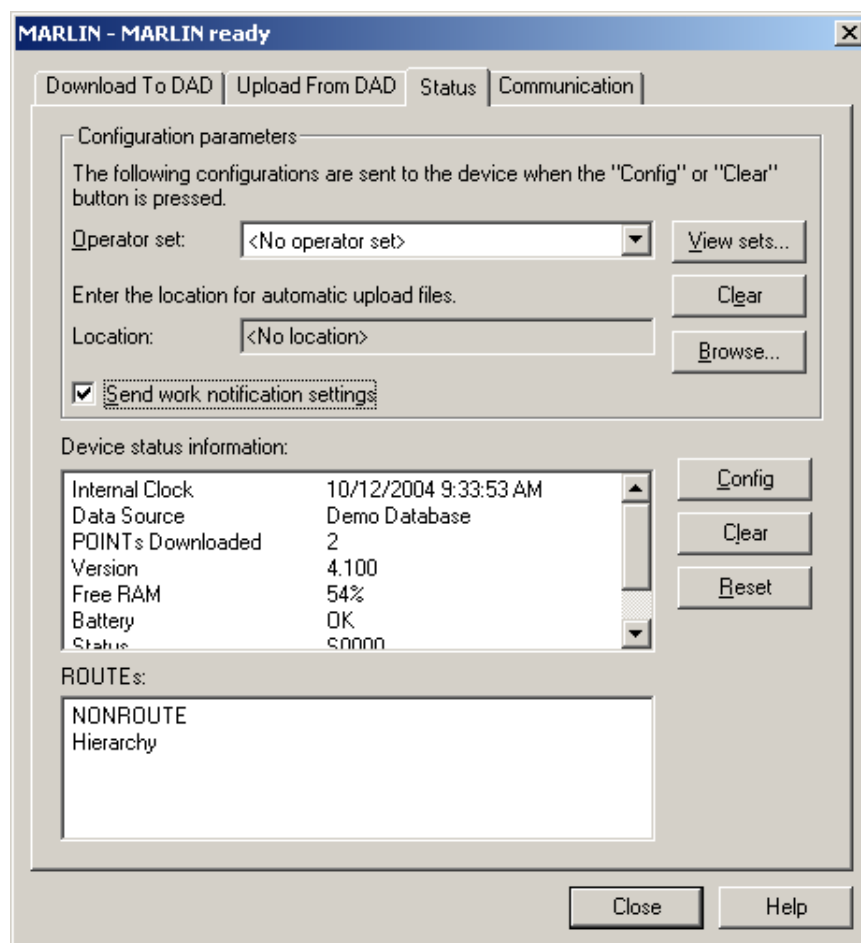 MARLIN - MARLIN ready
Download To DAD
Upload From DAD
Status
Communication
Configuration parameters
The following configurations are sent to the device when the "Config" or "Clear"
button is pressed.
Operator set:
<No operator set>
View sets...
Enter the location for automatic upload files.
Clear
Location:
<No location>
Browse...
Send work notification settings
Device status information:
Internal Clock 10/12/2004 9:33:53 AM
Data Source Demo Database
POINTs Downloaded 2
Version 4.100
Free RAM 54%
Battery OK
Status S0000
Config
Clear
Reset
ROUTEs:
NONROUTE
Hierarchy
Close
Help